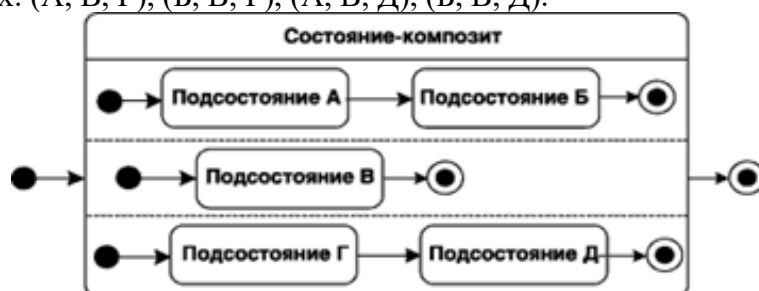 (А, В, Г), (Б, В, Г), (А, В, Д), (Б, В, Д).
Состояние-композит
Подсостояние А Подсостояние Б
Подсостояние В
Подсостояние Г Подсостояние Д